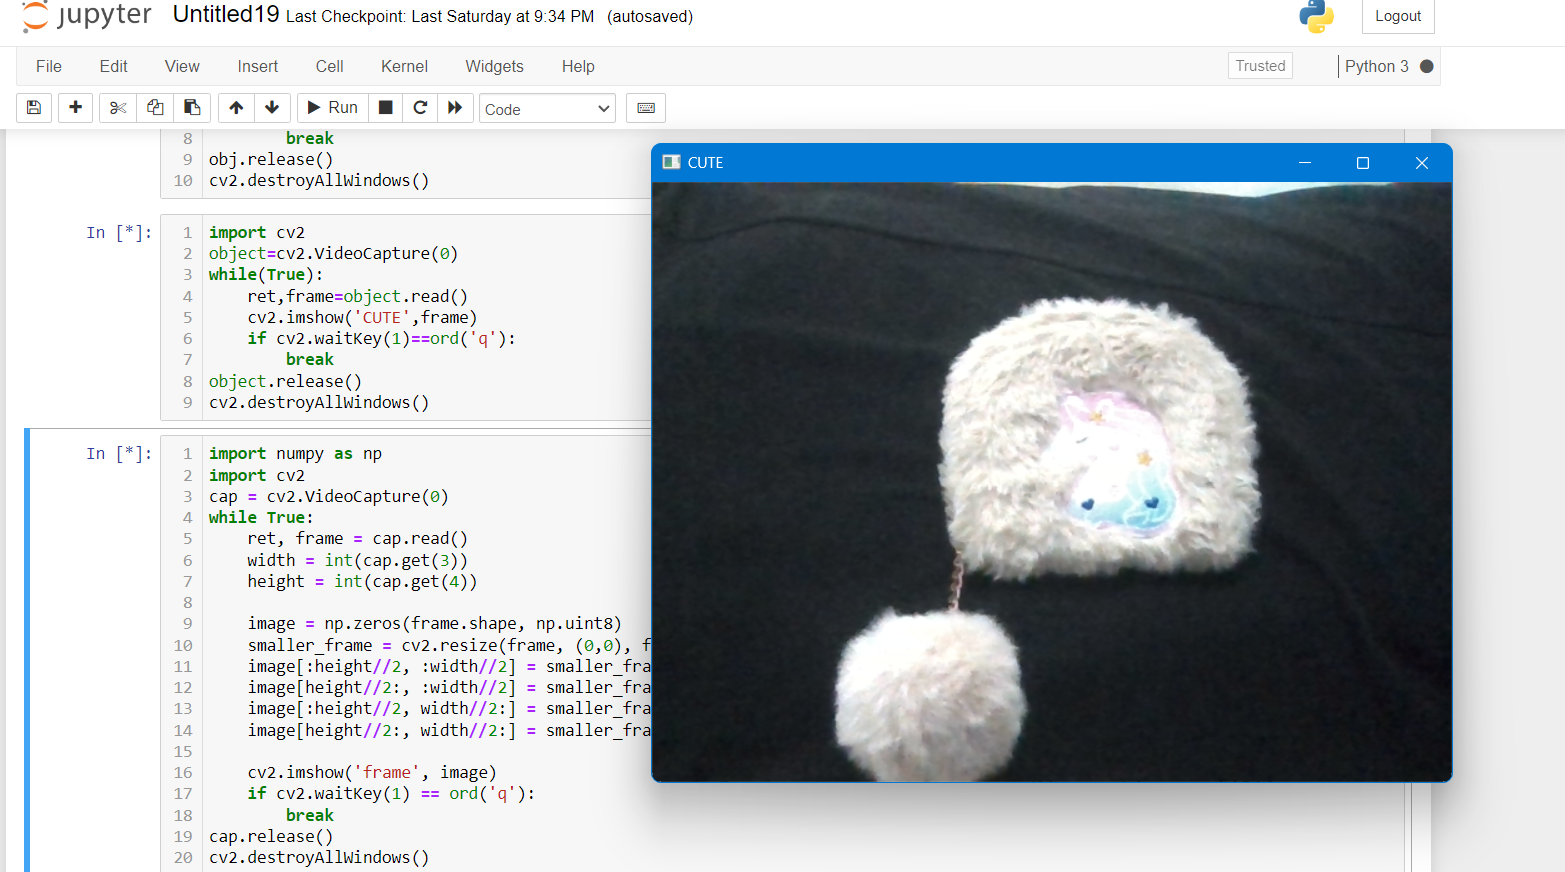 jupyter Untitled19 Last Checkpoint: Last Saturday at 9:34 PM (autosaved) Logout
File Edit View Insert Cell Kernel Widgets Help Trusted Python 3
Run Code
8         break
9 obj.release()
10 cv2.destroyAllWindows()
CUTE
In [*]:
1 import cv2
2 object=cv2.VideoCapture(0)
3 while(True):
4     ret,frame=object.read()
5     cv2.imshow('CUTE',frame)
6     if cv2.waitKey(1)==ord('q'):
7         break
8 object.release()
9 cv2.destroyAllWindows()
In [*]:
1 import numpy as np
2 import cv2
3 cap = cv2.VideoCapture(0)
4 while True:
5     ret, frame = cap.read()
6     width = int(cap.get(3))
7     height = int(cap.get(4))
8
9     image = np.zeros(frame.shape, np.uint8)
10     smaller_frame = cv2.resize(frame, (0,0), f
11     image[:height//2, :width//2] = smaller_fra
12     image[height//2:, :width//2] = smaller_fra
13     image[:height//2, width//2:] = smaller_fra
14     image[height//2:, width//2:] = smaller_fra
15
16     cv2.imshow('frame', image)
17     if cv2.waitKey(1) == ord('q'):
18         break
19 cap.release()
20 cv2.destroyAllWindows()